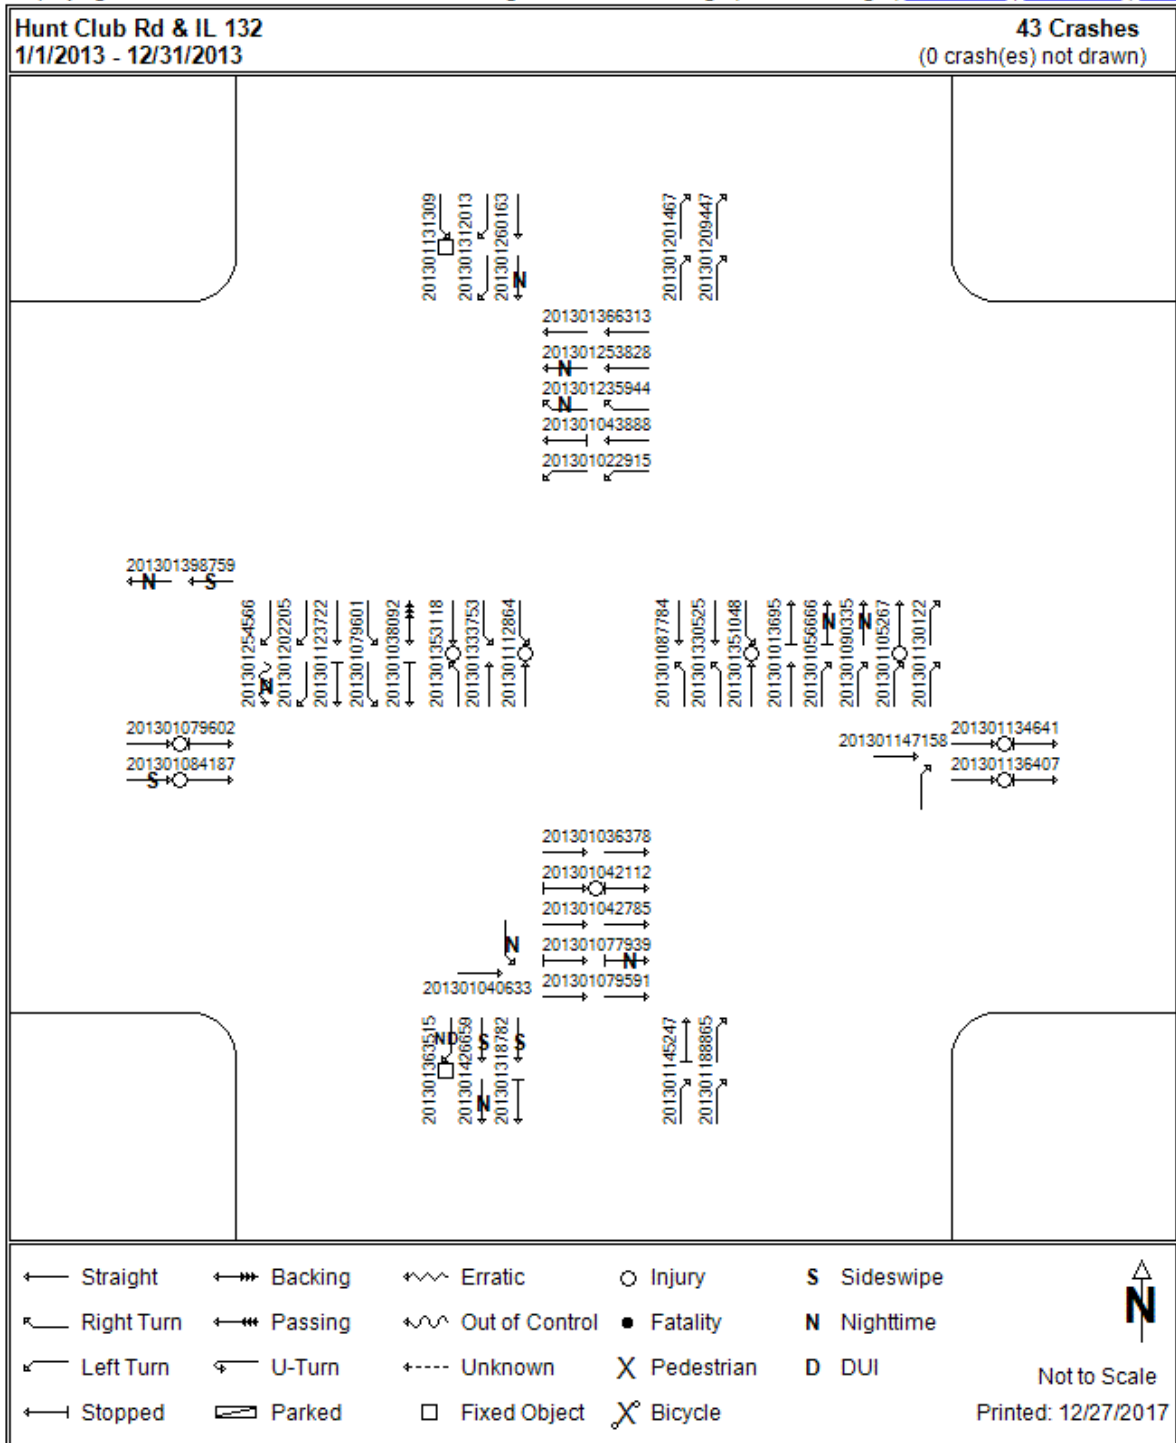 Hunt Club Rd & IL 132
43 Crashes
1/1/2013 - 12/31/2013
(0 crash(es) not drawn)
201301131309
201301312013
201301260163
N
201301201467
201301209447
201301366313
201301253828
N
201301235944
N
201301043888
201301022915
201301398759
N S
201301254566
N
201301202205
201301123722
201301079601
201301038092
201301353118
201301333753
201301112864
201301087784
201301330525
201301351048
201301013695
201301056666
N
201301090335
N
201301105267
201301130122
201301079602
201301084187
S
201301147158
201301134641
201301136407
201301036378
201301042112
201301042785
201301077939
N
201301079591
N
201301040633
201301363515
ND
201301426659
S
N
201301318782
S
201301145247
201301188865
Straight
Backing
Erratic
Injury
S Sideswipe
Right Turn
Passing
Out of Control
Fatality
N Nighttime
Left Turn
U-Turn
Unknown
Pedestrian
D DUI
Stopped
Parked
Fixed Object
Bicycle
N
Not to Scale
Printed: 12/27/2017